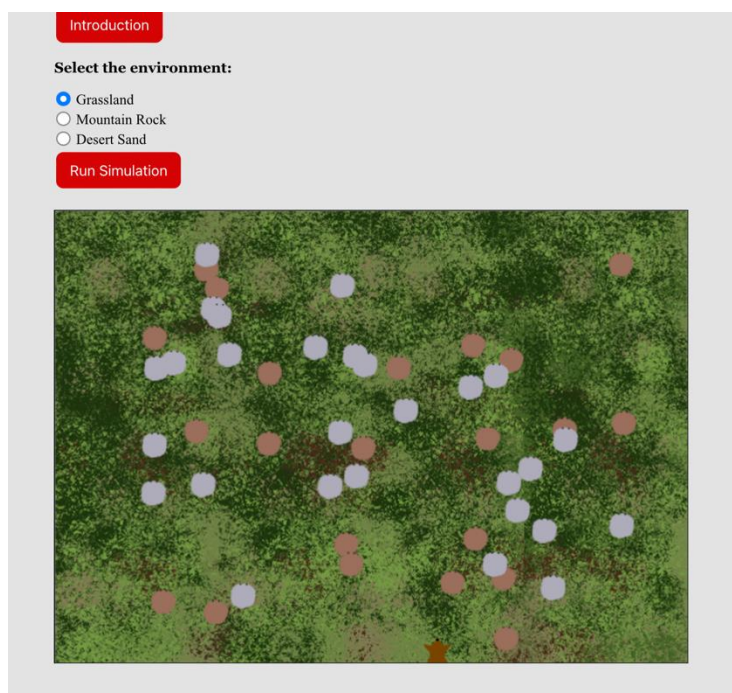 Introduction
Select the environment:
Grassland
Mountain Rock
Desert Sand
Run Simulation